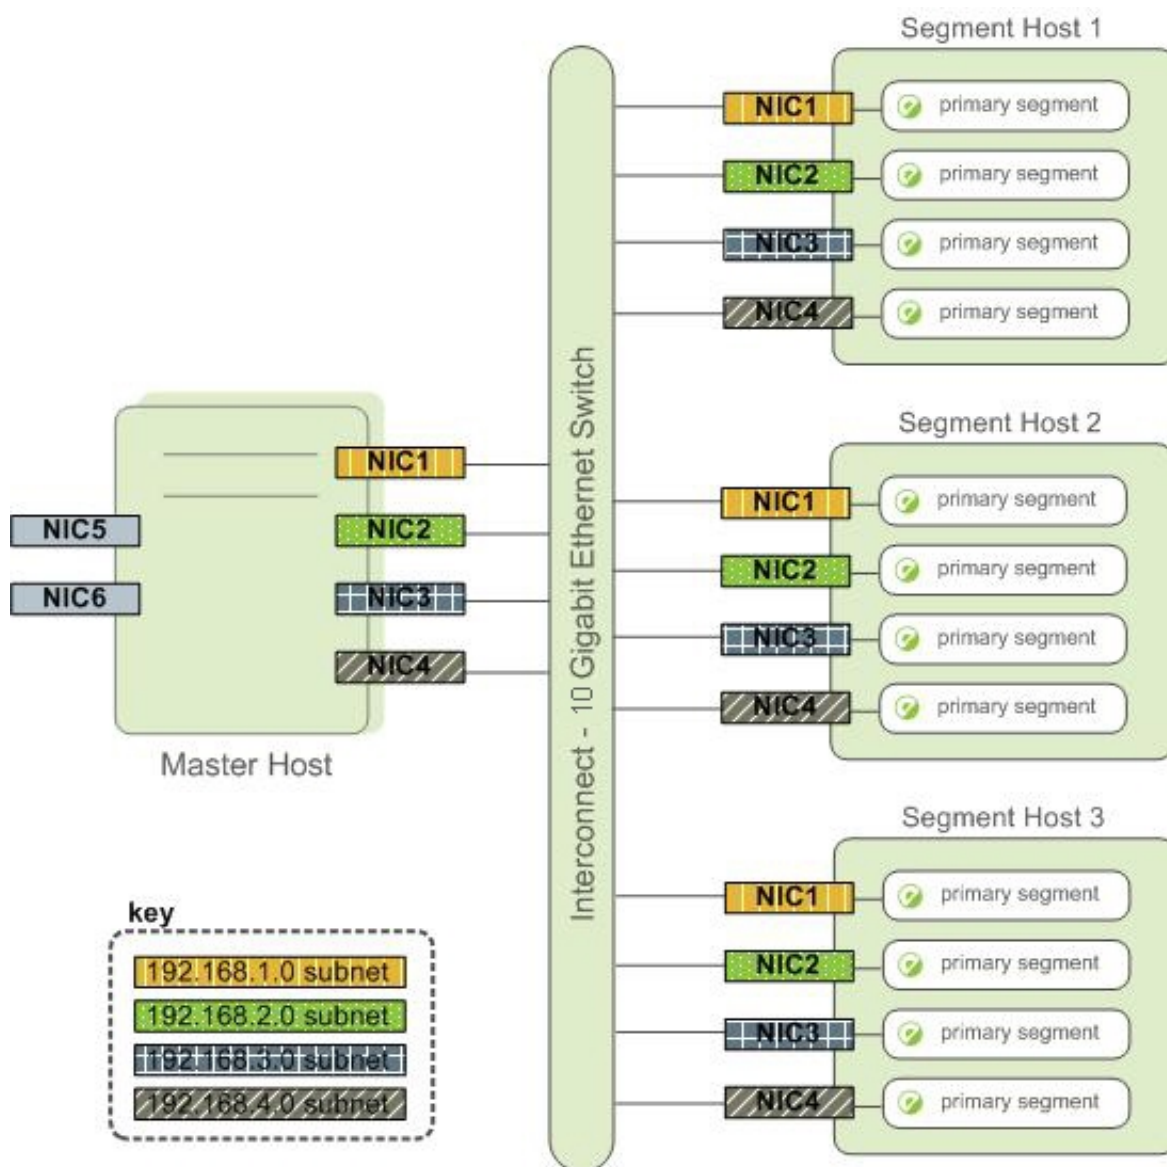 Segment Host 1
NIC1 primary segment
NIC2 primary segment
NIC3 primary segment
NIC4 primary segment
Interconnect - 10 Gigabit Ethernet Switch
NIC1
NIC5
NIC2
NIC6
NIC3
NIC4
Master Host
Segment Host 2
NIC1 primary segment
NIC2 primary segment
NIC3 primary segment
NIC4 primary segment
Segment Host 3
NIC1 primary segment
NIC2 primary segment
NIC3 primary segment
NIC4 primary segment
key
192.168.1.0 subnet
192.168.2.0 subnet
192.168.3.0 subnet
192.168.4.0 subnet